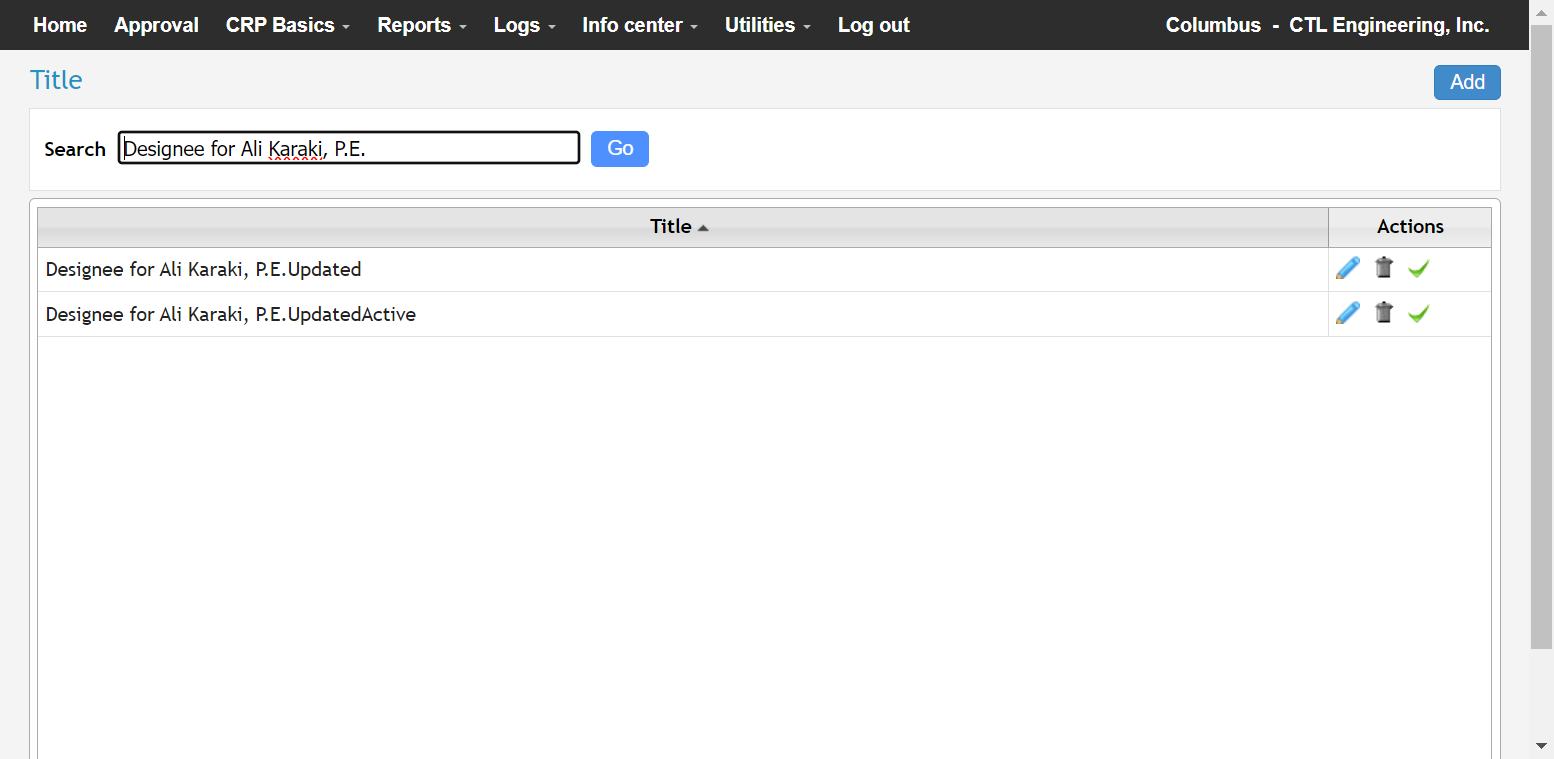 Home Approval CRP Basics Reports Logs Info center Utilities Log out Columbus - CTL Engineering, Inc.
Title Add
Search Designee for Ali Karaki, P.E. Go
Title Actions
Designee for Ali Karaki, P.E.Updated
Designee for Ali Karaki, P.E.UpdatedActive